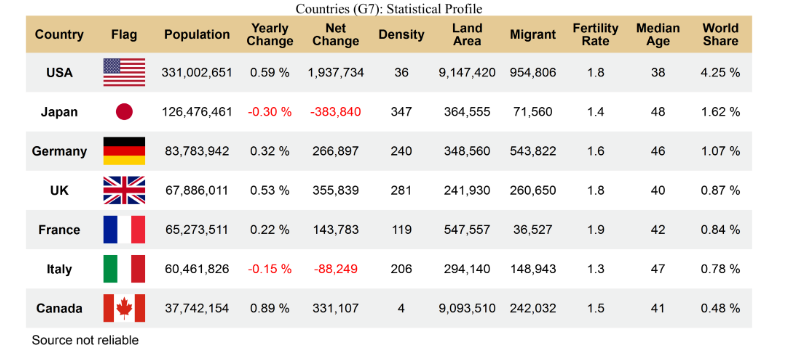 Countries (G7): Statistical Profile
Country Flag Population Yearly Change Net Change Density Land Area Migrant Fertility Rate Median Age World Share
USA 331,002,651 0.59 % 1,937,734 36 9,147,420 954,806 1.8 38 4.25 %
Japan 126,476,461 -0.30 % -383,840 347 364,555 71,560 1.4 48 1.62 %
Germany 83,783,942 0.32 % 266,897 240 348,560 543,822 1.6 46 1.07 %
UK 67,886,011 0.53 % 355,839 281 241,930 260,650 1.8 40 0.87 %
France 65,273,511 0.22 % 143,783 119 547,557 36,527 1.9 42 0.84 %
Italy 60,461,826 -0.15 % -88,249 206 294,140 148,943 1.3 47 0.78 %
Canada 37,742,154 0.89 % 331,107 4 9,093,510 242,032 1.5 41 0.48 %
Source not reliable